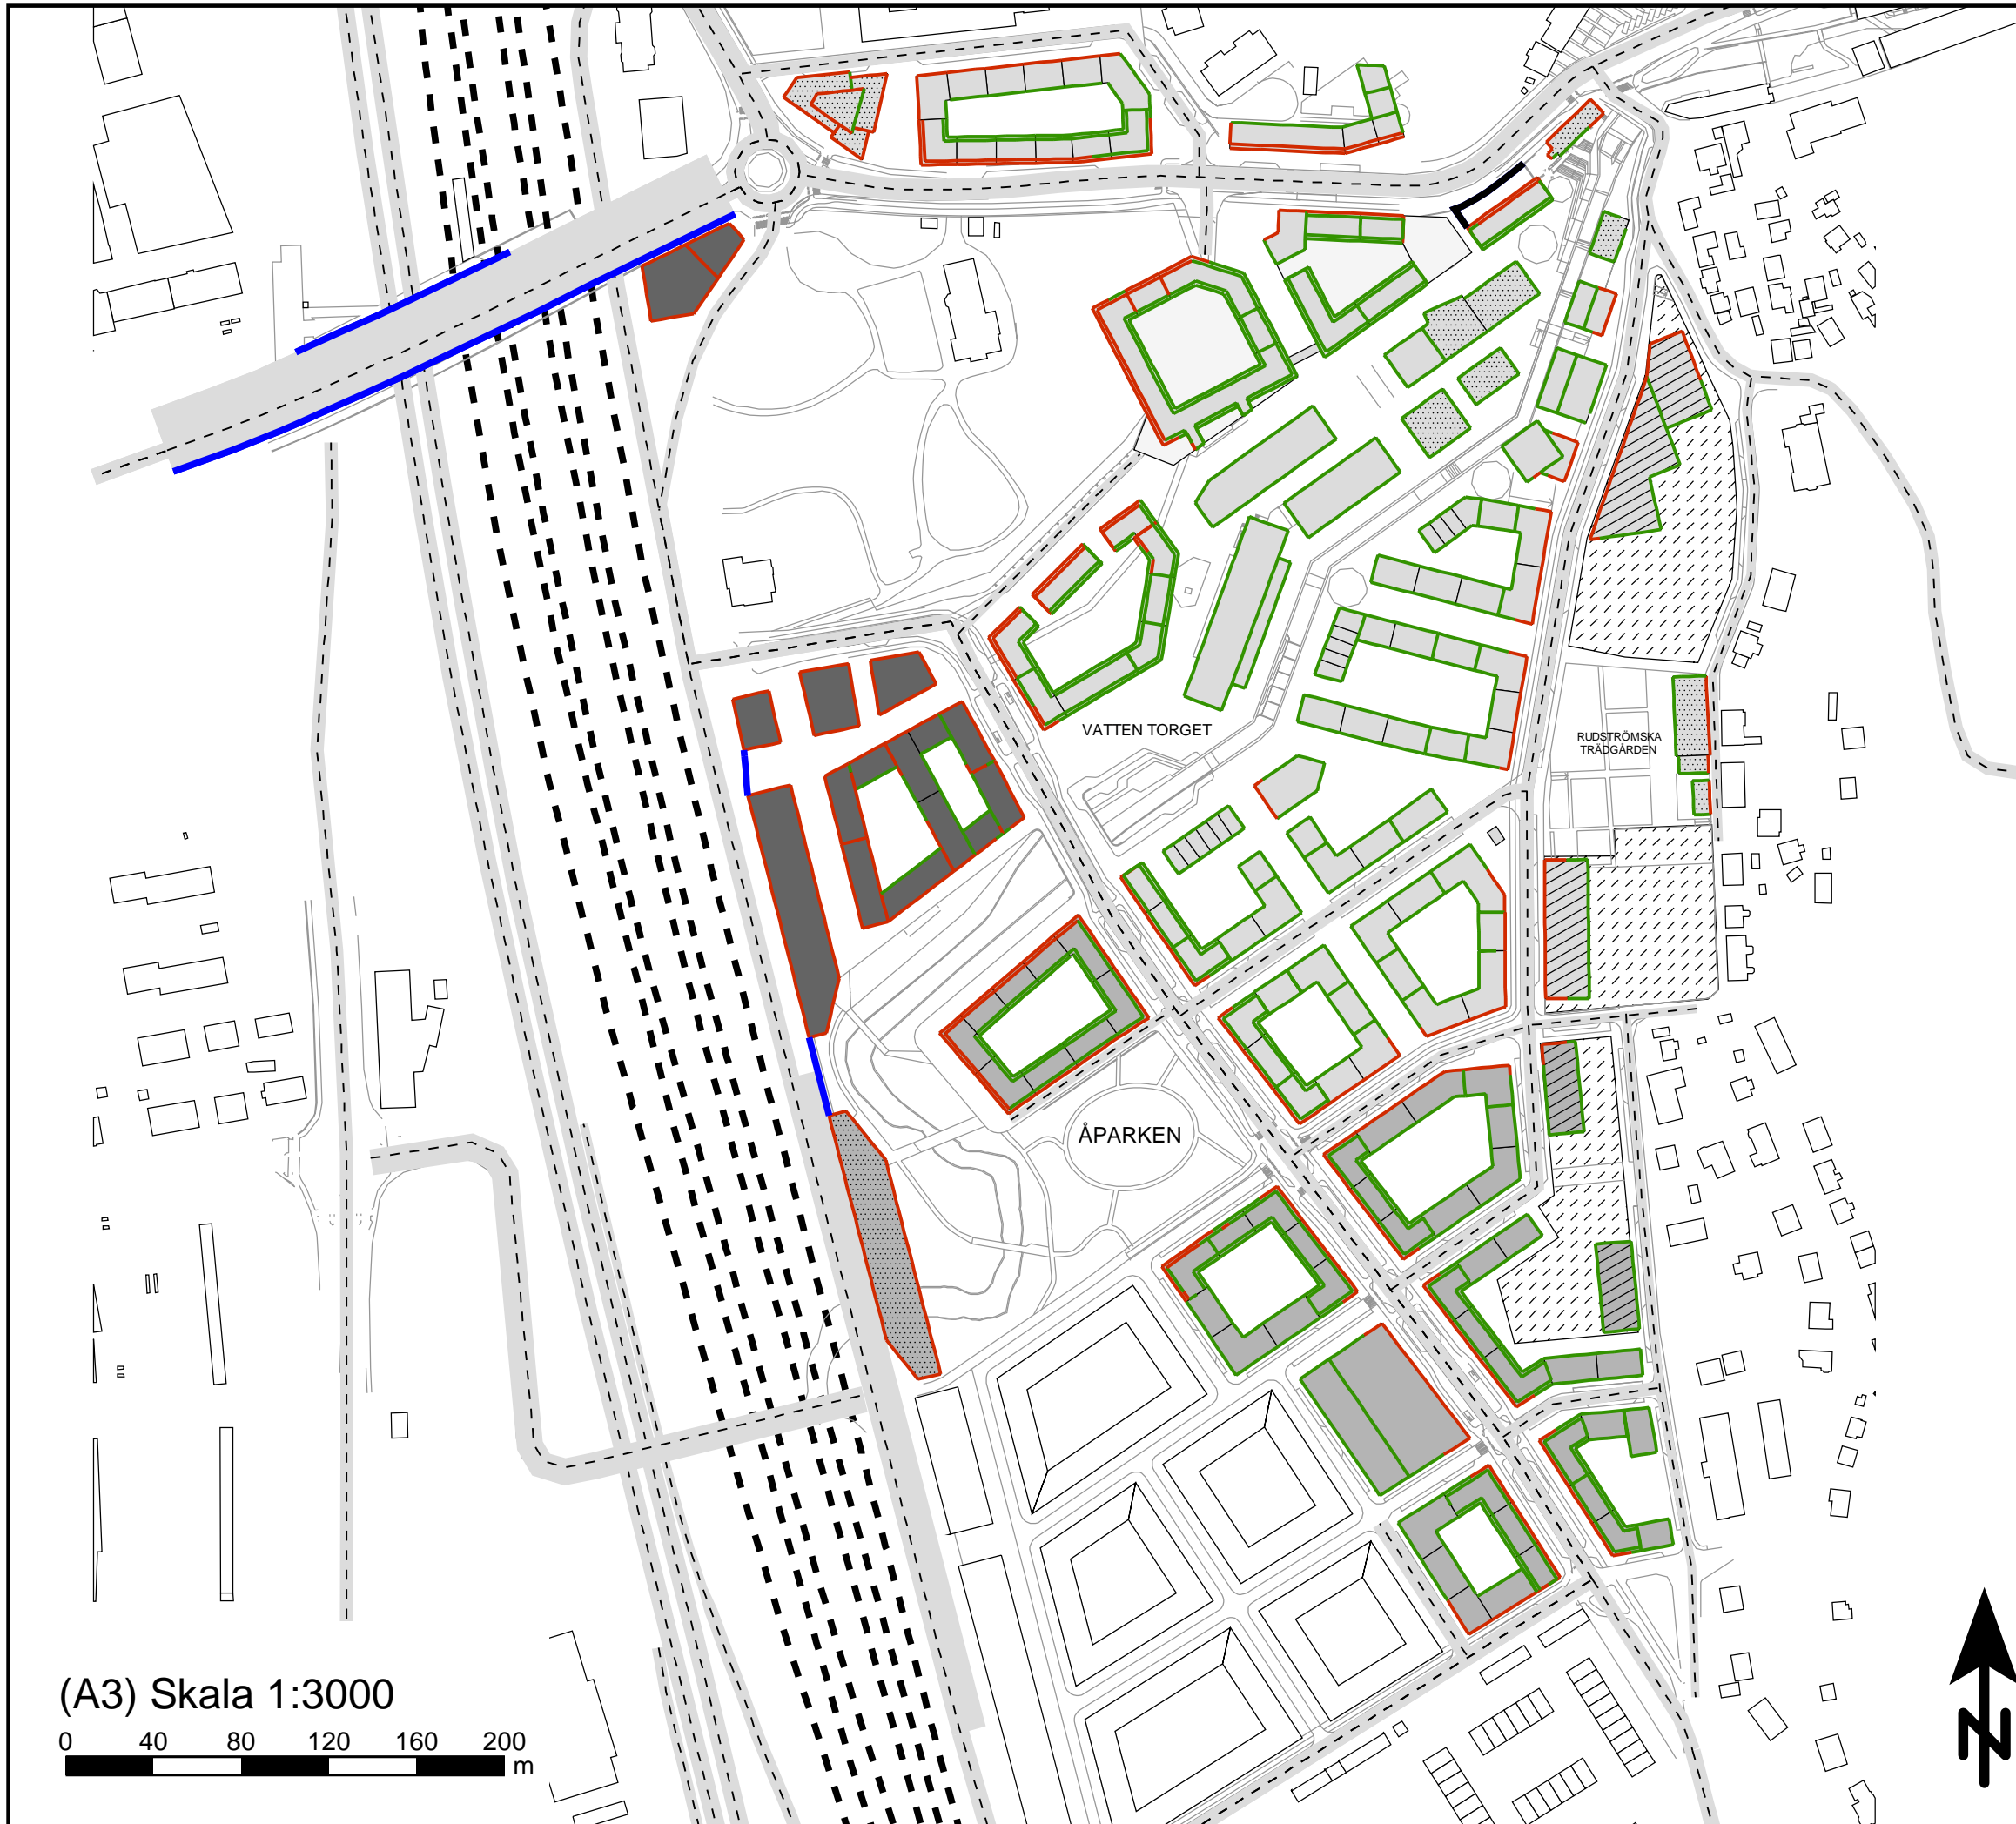 VATTEN TORGET
RUDSTRÖMSKA
TRÄDGÅRDEN
ÅPARKEN
(A3) Skala 1:3000
0 40 80 120 160 200
m
N